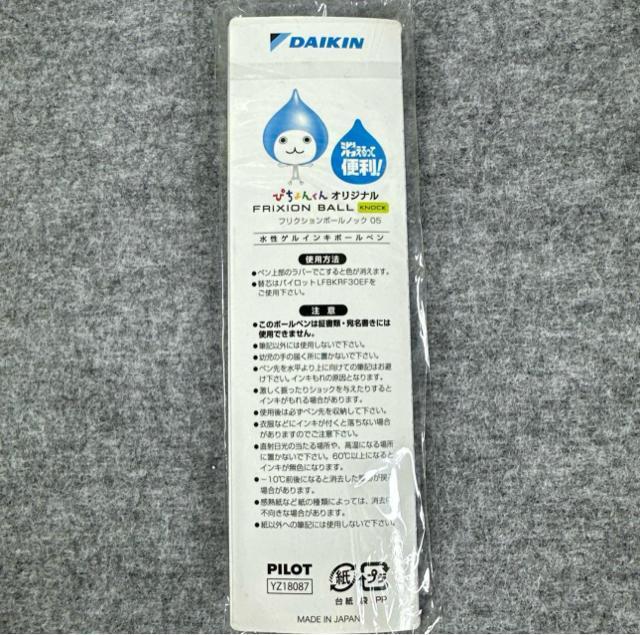 DAIKIN
消えるって
便利!
ぴちょんくん オリジナル
FRIXION BALL KNOCK
フリクションボールノック 05
水性ゲルインキボールペン
使用方法
●ペン上部のラバーでこすると色が消えます。
●替芯はパイロットLFBKRF30EFを
ご使用下さい。
注意
●このボールペンは証書類・宛名書きには
使用できません。
●筆記以外には使用しないで下さい。
●幼児の手の届く所に置かないで下さい。
●ペン先を水平より上に向けての筆記はお避
け下さい。インキもれの原因となります。
●激しく振ったりショックを与えたりすると
インキがもれる場合があります。
●使用後は必ずペン先を収納して下さい。
●衣服などにインキが付くと落ちない場合
がありますのでご注意下さい。
●直射日光の当たる場所や、高温になる場所
に置かないで下さい。60℃以上になると
インキが無色になります。
●-10℃前後になると消去した が戻
場合があります。
●感熱紙など紙の種類によっては、消去
不向きな場合があります。
●紙以外への筆記には使用しないで下さい。
PILOT
YZ18087
紙 プラ
台紙 袋 PP
MADE IN JAPAN